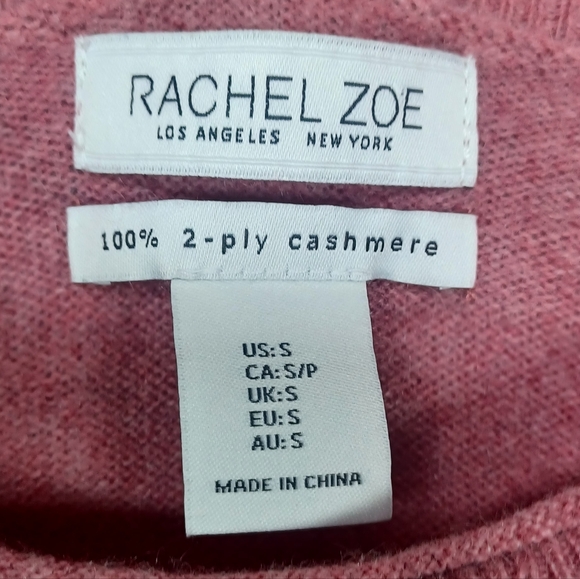 RACHEL ZOE
LOS ANGELES NEW YORK
100% 2-ply cashmere
US: S
CA: S/P
UK: S
EU: S
AU: S
MADE IN CHINA